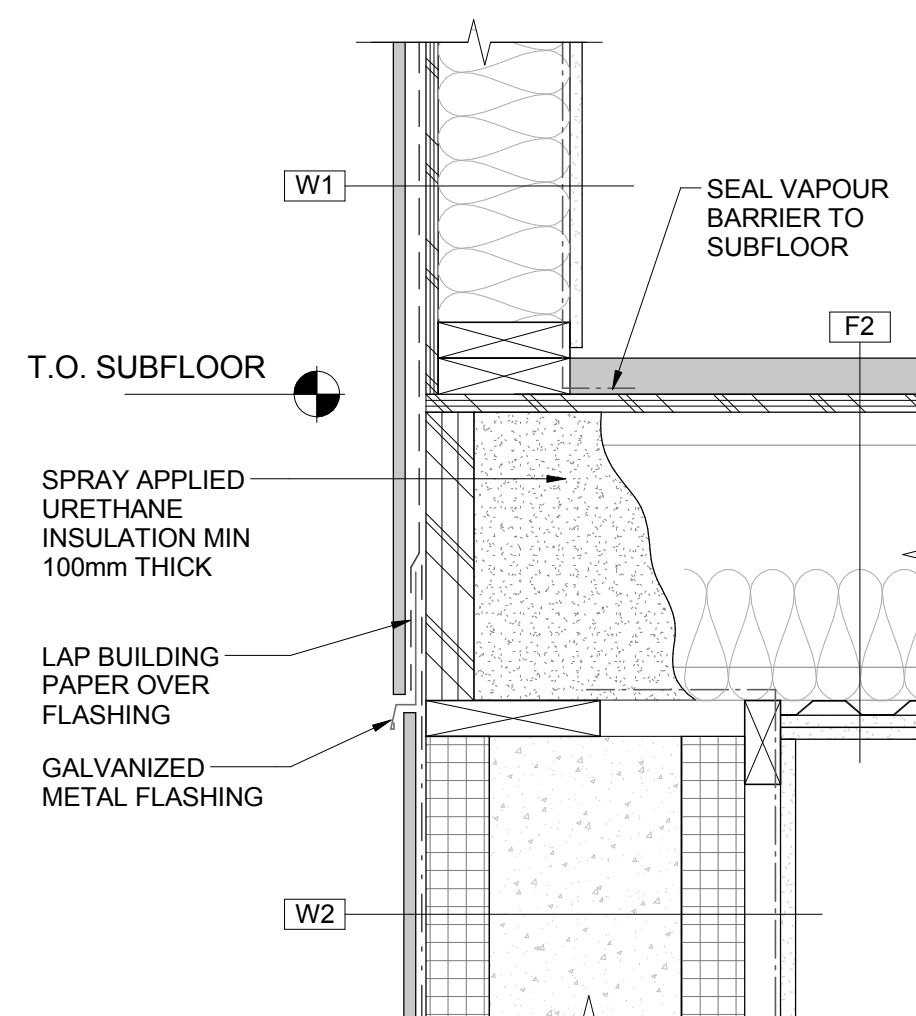 W1
SEAL VAPOUR
BARRIER TO
SUBFLOOR
F2
T.O. SUBFLOOR
SPRAY APPLIED
URETHANE
INSULATION MIN
100mm THICK
LAP BUILDING
PAPER OVER
FLASHING
GALVANIZED
METAL FLASHING
W2